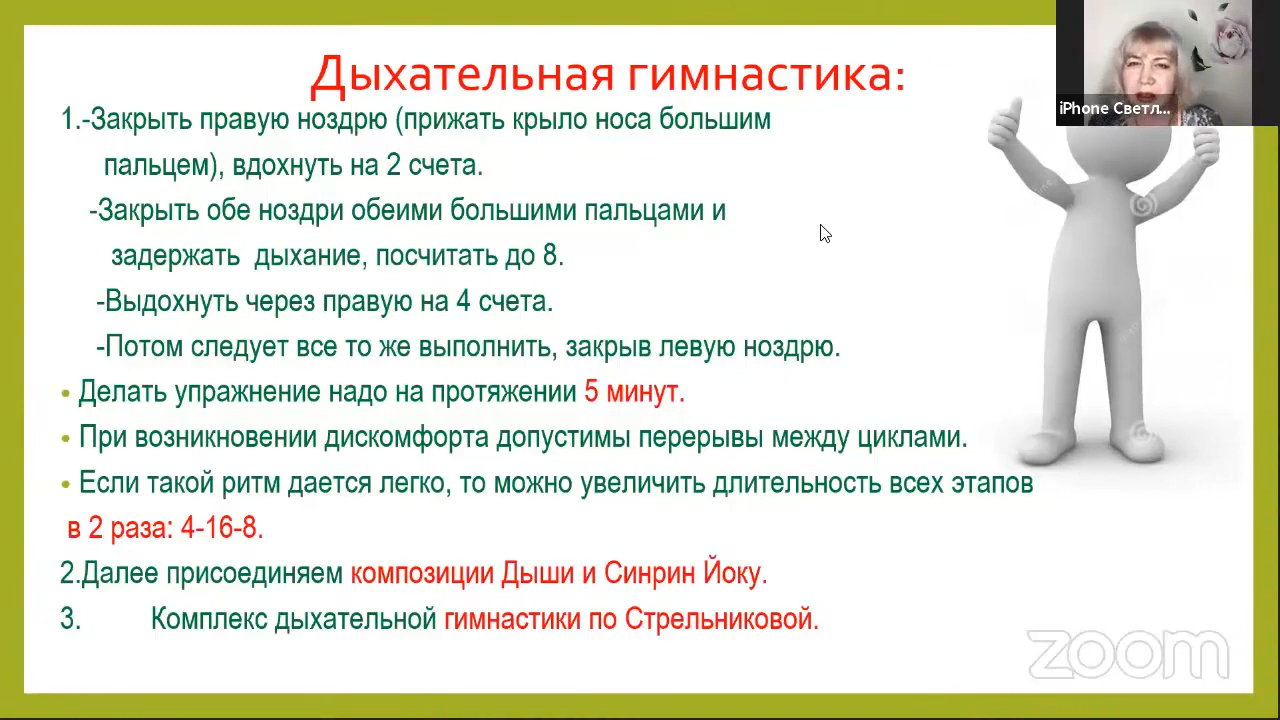 Дыхательная гимнастика:
1.-Закрыть правую ноздрю (прижать крыло носа большим
пальцем), вдохнуть на 2 счета.
-Закрыть обе ноздри обеими большими пальцами и
задержать дыхание, посчитать до 8.
-Выдохнуть через правую на 4 счета.
-Потом следует все то же выполнить, закрыв левую ноздрю.
• Делать упражнение надо на протяжении 5 минут.
• При возникновении дискомфорта допустимы перерывы между циклами.
• Если такой ритм дается легко, то можно увеличить длительность всех этапов
в 2 раза: 4-16-8.
2.Далее присоединяем композиции Дыши и Синрин Йоку.
3. Комплекс дыхательной гимнастики по Стрельниковой.
iPhone Светл...
zoom